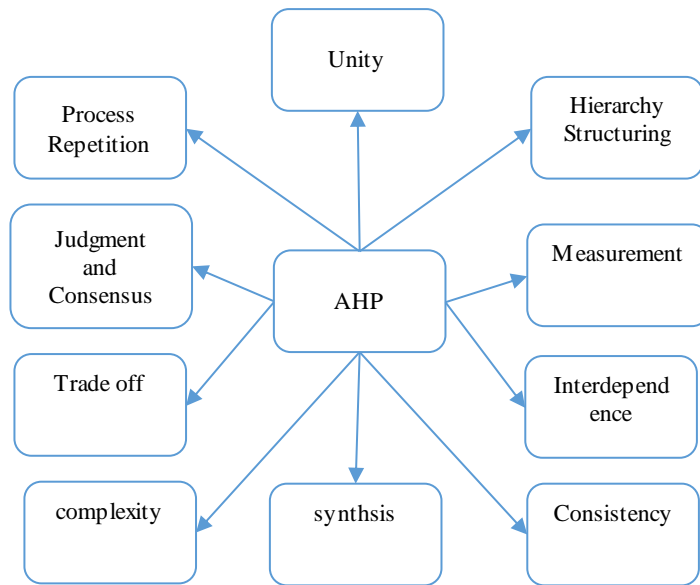 Unity
Process
Repetition
Hierarchy
Structuring
Judgment
and
Consensus
AHP
Measurement
Trade off
Interdepend
ence
complexity
synthsis
Consistency